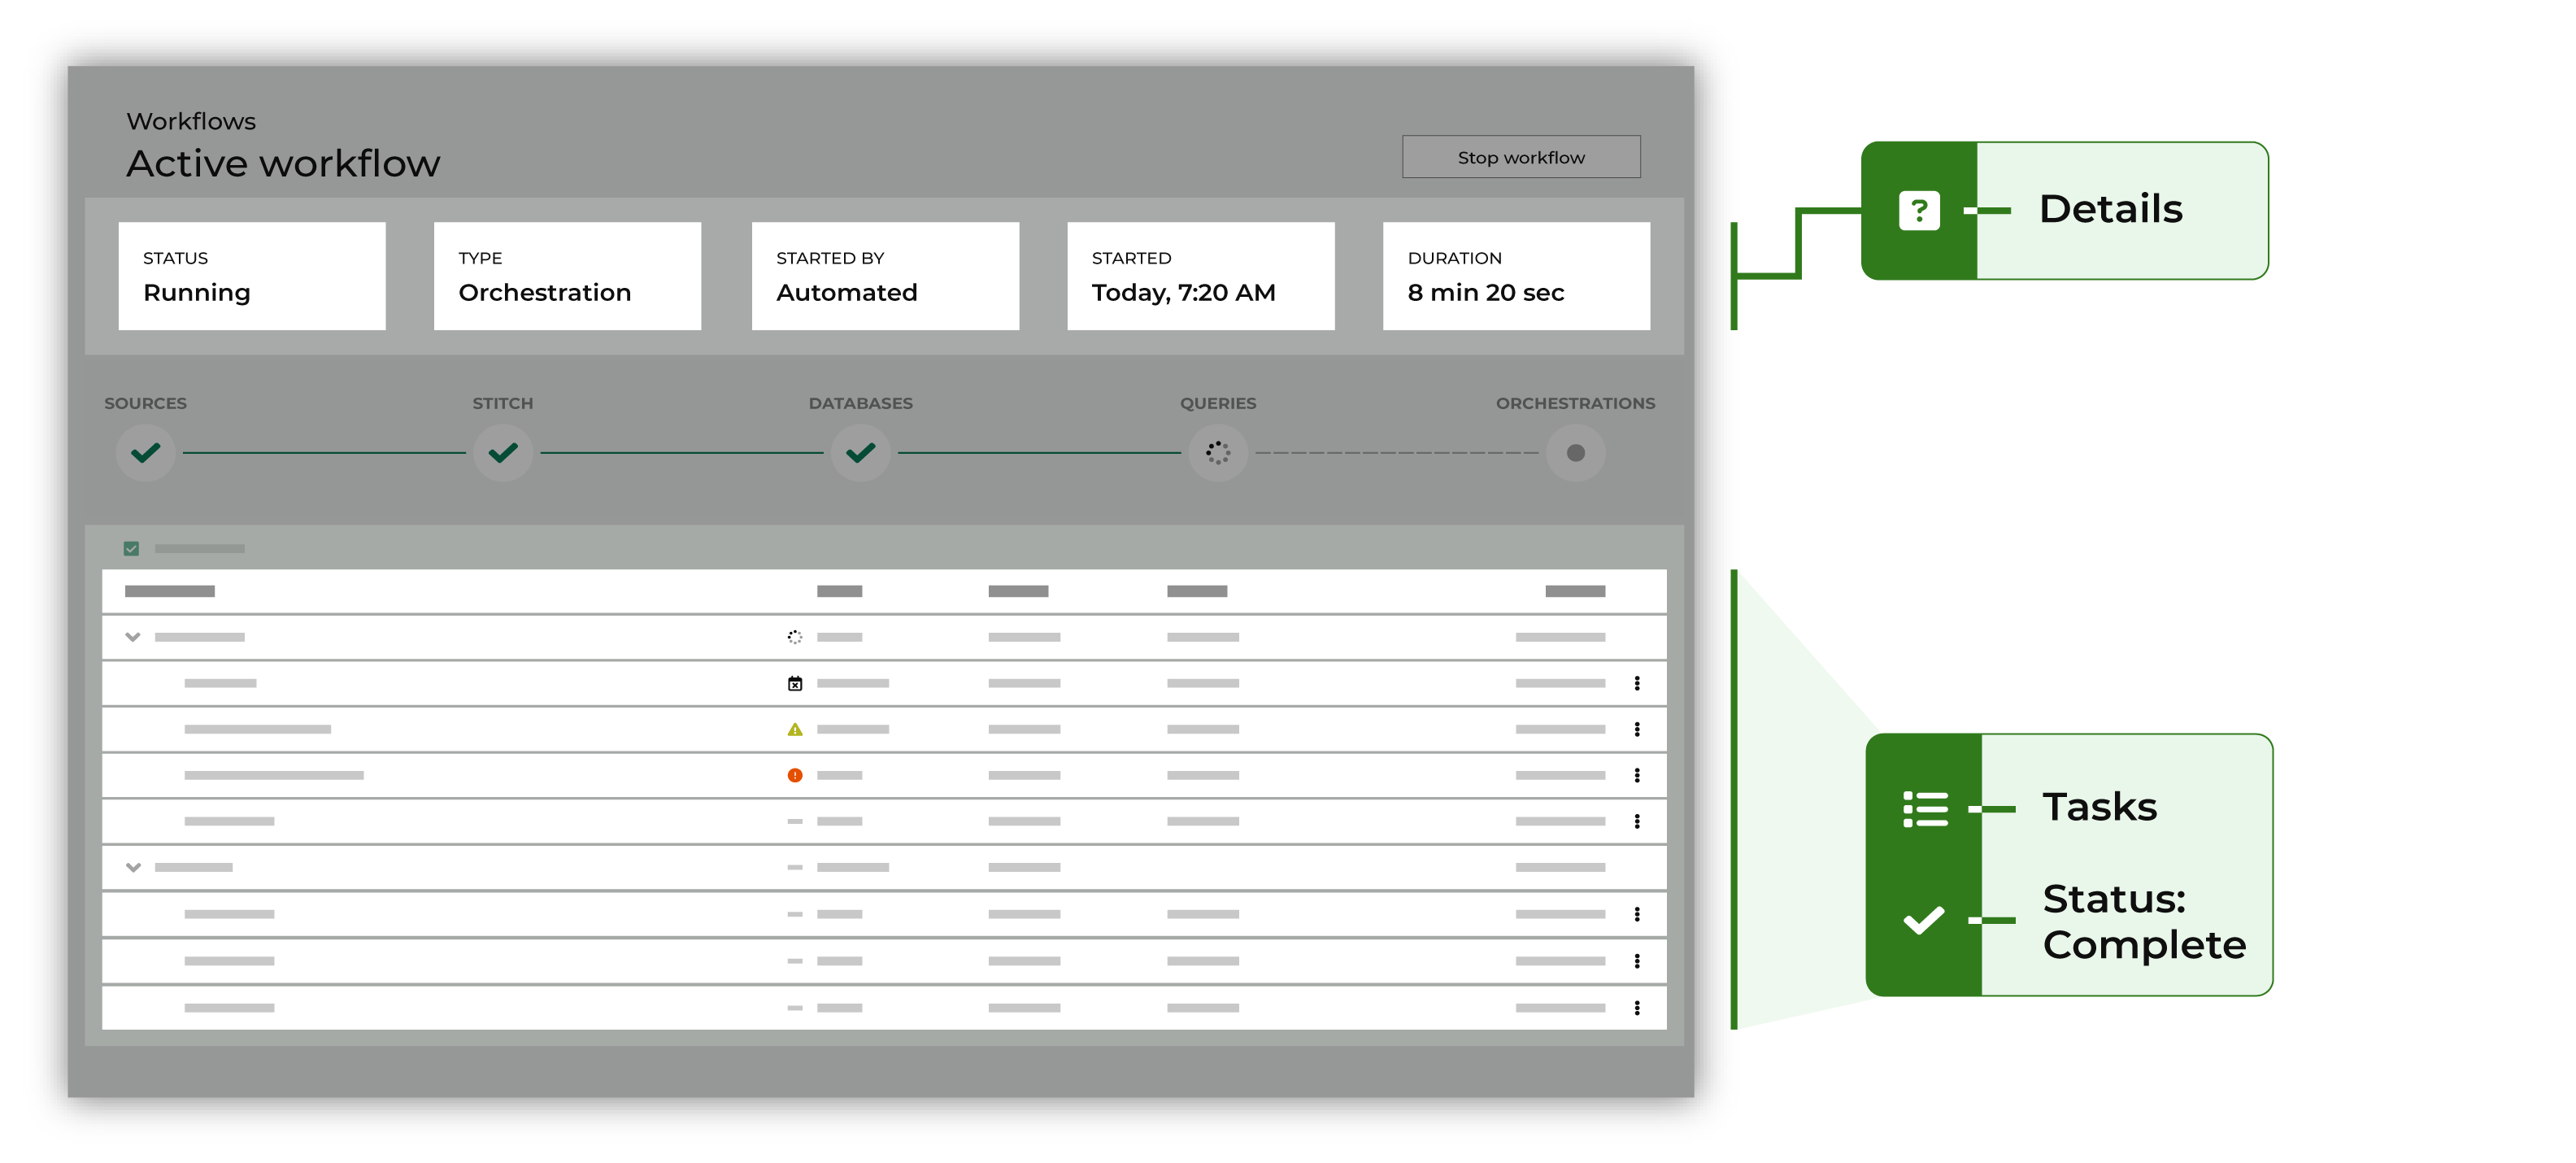 Workflows
Active workflow
Stop workflow
STATUS
Running
TYPE
Orchestration
STARTED BY
Automated
STARTED
Today, 7:20 AM
DURATION
8 min 20 sec
SOURCES
STITCH
DATABASES
QUERIES
ORCHESTRATIONS
Details
Tasks
Status:
Complete